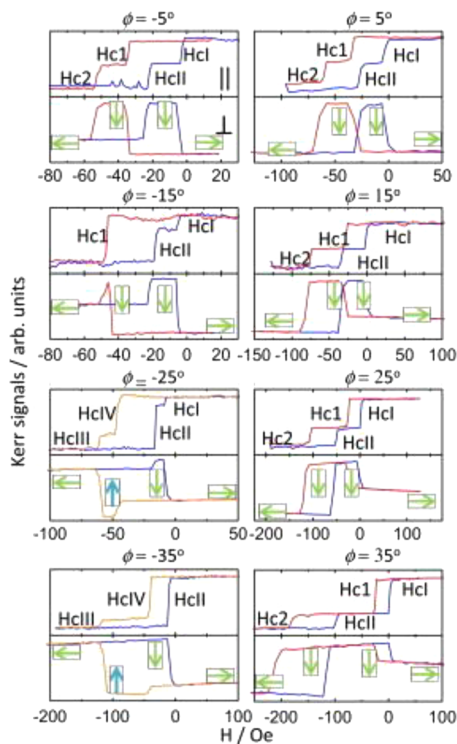 ϕ = -5°
ϕ = 5°
Hc1
HcI
Hc2
HcII
||
⊥
-80 -60 -40 -20 0 20
Hc1
HcI
Hc2
HcII
-100 -50 0 50
ϕ = -15°
ϕ = 15°
Hc1
HcI
HcII
-80 -60 -40 -20 0 20
Hc1
HcI
Hc2
HcII
-150 -100 -50 0 50 100
ϕ = -25°
ϕ = 25°
HcIV
HcI
HcIII
HcII
-100 -50 0 50
Hc1
HcI
Hc2
HcII
-200 -100 0 100
ϕ = -35°
ϕ = 35°
HcIV
HcIII
HcII
-200 -100 0 100
Hc1
HcI
Hc2
HcII
-200 -100 0 100
Kerr signals / arb. units
H / Oe